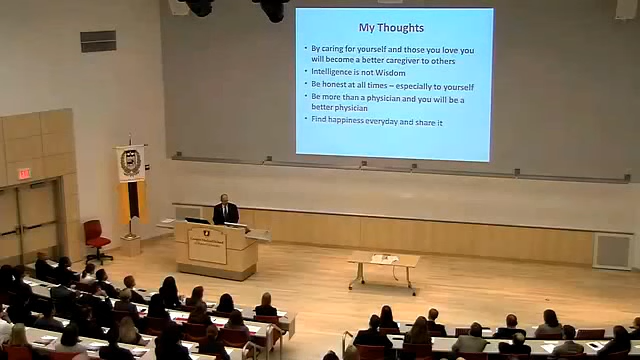 My Thoughts
• By caring for yourself and those you love you
will become a better caregiver to others
• Intelligence is not Wisdom
• Be honest at all times – especially to yourself
• Be more than a physician and you will be a
better physician
• Find happiness everyday and share it